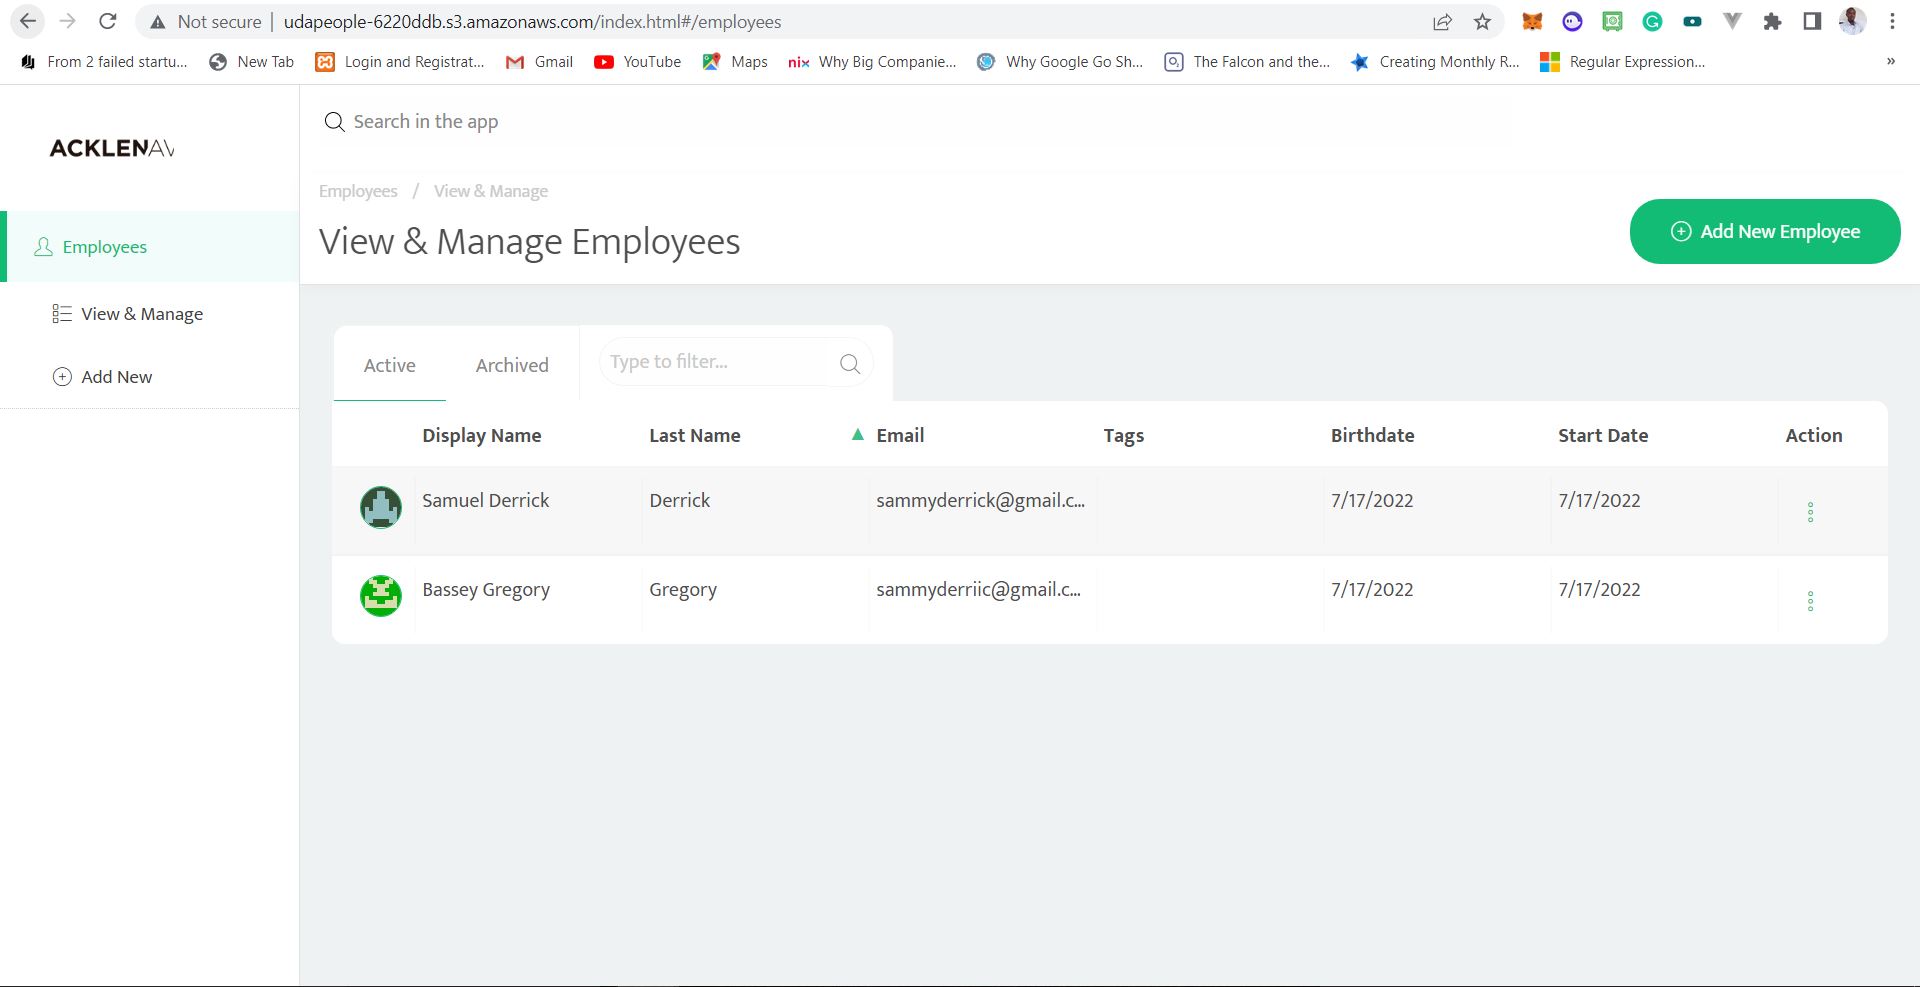 Not secure | udapeople-6220ddb.s3.amazonaws.com/index.html#/employees
From 2 failed startu... New Tab Login and Registrat... Gmail YouTube Maps nix Why Big Companie... Why Google Go Sh... The Falcon and the... Creating Monthly R... Regular Expression... »
ACKLENAV
Search in the app
Employees / View & Manage
View & Manage Employees
Add New Employee
Employees
View & Manage
Add New
Active Archived Type to filter...
Display Name Last Name Email Tags Birthdate Start Date Action
Samuel Derrick Derrick sammyderrick@gmail.c... 7/17/2022 7/17/2022
Bassey Gregory Gregory sammyderriic@gmail.c... 7/17/2022 7/17/2022